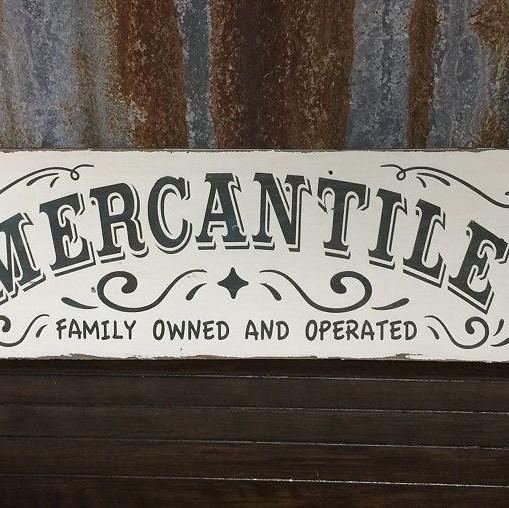 MERCANTILE
FAMILY OWNED AND OPERATED